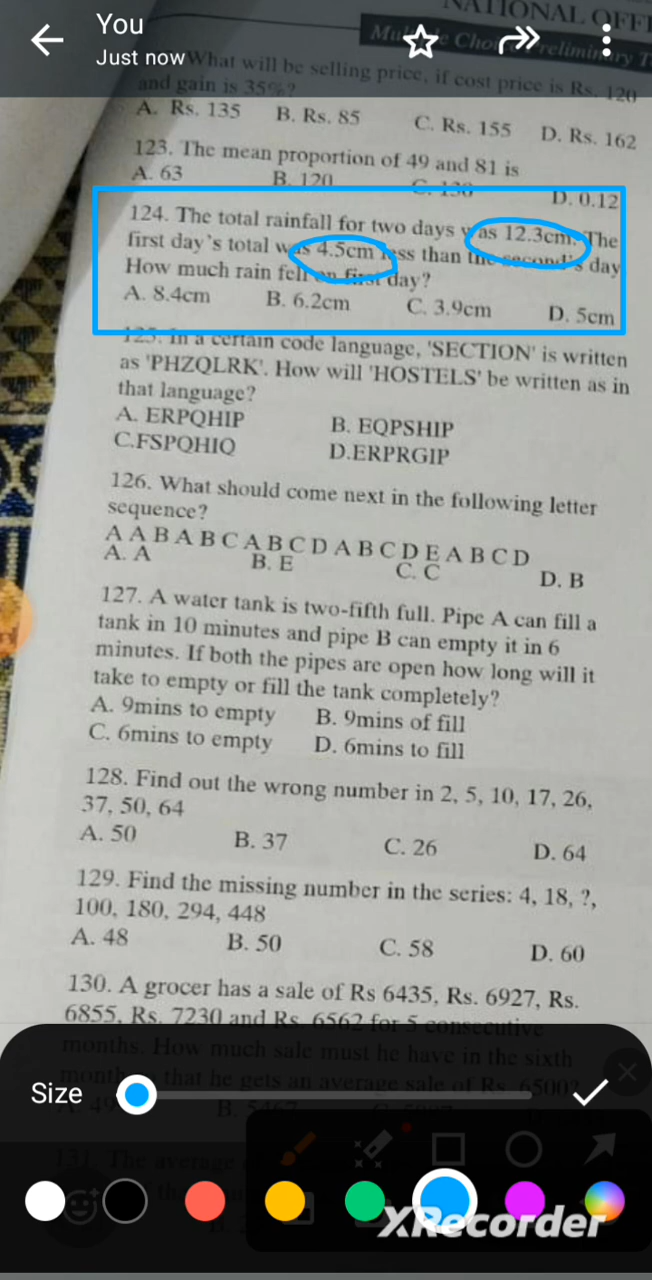 You
Just now
NATIONAL OFFI
Choi Preliminary T
What will be selling price, if cost price is Rs. 120
and gain is 35%?
A. Rs. 135 B. Rs. 85 C. Rs. 155 D. Rs. 162
123. The mean proportion of 49 and 81 is
A. 63 B. 120 C. 130 D. 0.12
124. The total rainfall for two days was 12.3cm. The
first day's total was 4.5cm less than the second's day
How much rain fell on first day?
A. 8.4cm B. 6.2cm C. 3.9cm D. 5cm
125. In a certain code language, 'SECTION' is written
as 'PHZQLRK'. How will 'HOSTELS' be written as in
that language?
A. ERPQHIP B. EQPSHIP
C.FSPQHIQ D.ERPRGIP
126. What should come next in the following letter
sequence?
A A B A B C A B C D A B C D E A B C D
A. A B. E C. C D. B
127. A water tank is two-fifth full. Pipe A can fill a
tank in 10 minutes and pipe B can empty it in 6
minutes. If both the pipes are open how long will it
take to empty or fill the tank completely?
A. 9mins to empty B. 9mins of fill
C. 6mins to empty D. 6mins to fill
128. Find out the wrong number in 2, 5, 10, 17, 26,
37, 50, 64
A. 50 B. 37 C. 26 D. 64
129. Find the missing number in the series: 4, 18, ?,
100, 180, 294, 448
A. 48 B. 50 C. 58 D. 60
130. A grocer has a sale of Rs 6435, Rs. 6927, Rs.
6855, Rs. 7230 and Rs. 6562 for 5 consecutive
months. How much sale must he have in the sixth
month that he gets an average sale of Rs. 6500?
Size
131. The average
XRecorder